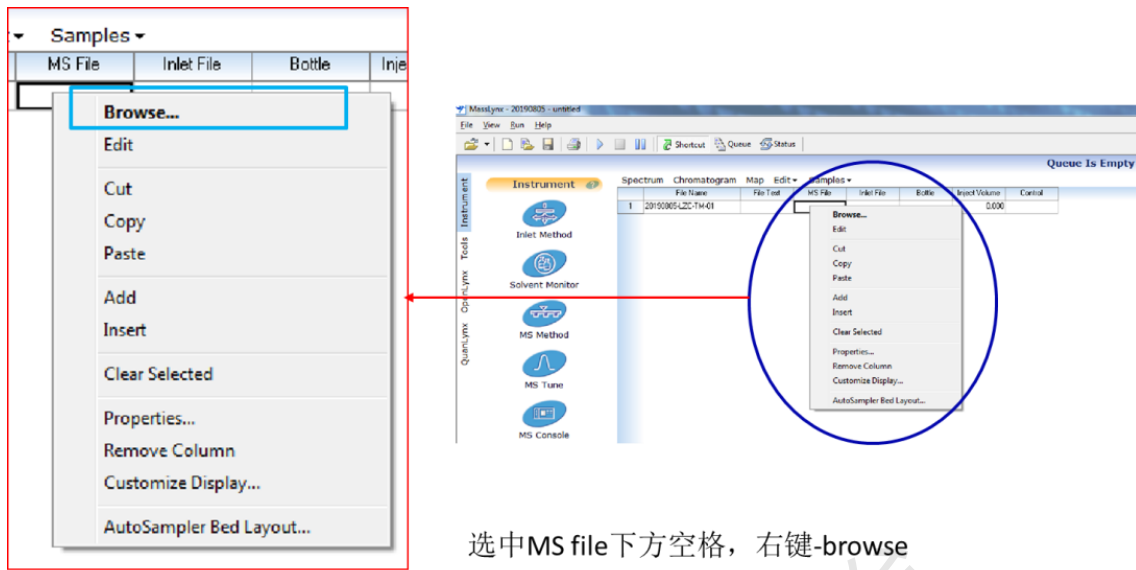 Samples
MS File Inlet File Bottle Inje
Browse...
Edit
Cut
Copy
Paste
Add
Insert
Clear Selected
Properties...
Remove Column
Customize Display...
AutoSampler Bed Layout...
MassLynx - 20190805 - untitled
File View Run Help
Shortcut Queue Status
Queue Is Empty
Instrument
Tools
OpenLynx
QuanLynx
Instrument
Inlet Method
Solvent Monitor
MS Method
MS Tune
MS Console
Spectrum Chromatogram Map Edit Samples
File Name File Text MS File Inlet File Bottle Inject Volume Control
1 20190805-LZC-TM-01 0.000
Browse...
Edit
Cut
Copy
Paste
Add
Insert
Clear Selected
Properties...
Remove Column
Customize Display...
AutoSampler Bed Layout...
选中MS file下方空格，右键-browse